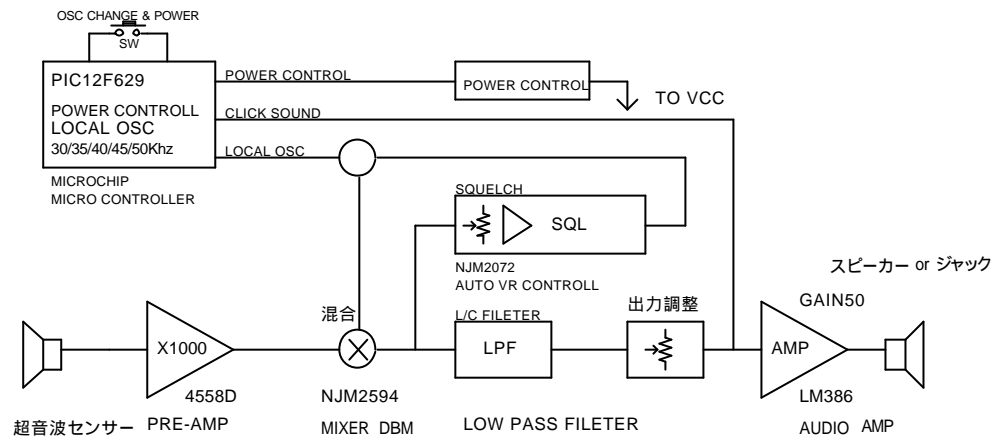 OSC CHANGE & POWER
SW
PIC12F629
POWER CONTROLL
LOCAL OSC
30/35/40/45/50Khz
MICROCHIP
MICRO CONTROLLER
POWER CONTROL
POWER CONTROL
TO VCC
CLICK SOUND
LOCAL OSC
SQUELCH
SQL
NJM2072
AUTO VR CONTROLL
スピーカー or ジャック
混合
L/C FILETER
出力調整
GAIN50
X1000
LPF
AMP
4558D
NJM2594
LM386
超音波センサー
PRE-AMP
MIXER DBM
LOW PASS FILETER
AUDIO AMP